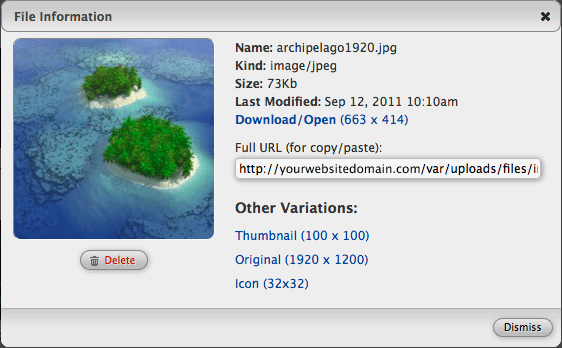 File Information
Name: archipelago1920.jpg
Kind: image/jpeg
Size: 73Kb
Last Modified: Sep 12, 2011 10:10am
Download/Open (663 x 414)
Full URL (for copy/paste):
http://yourwebsitedomain.com/var/uploads/files/i
Other Variations:
Thumbnail (100 x 100)
Original (1920 x 1200)
Icon (32x32)
Delete
Dismiss